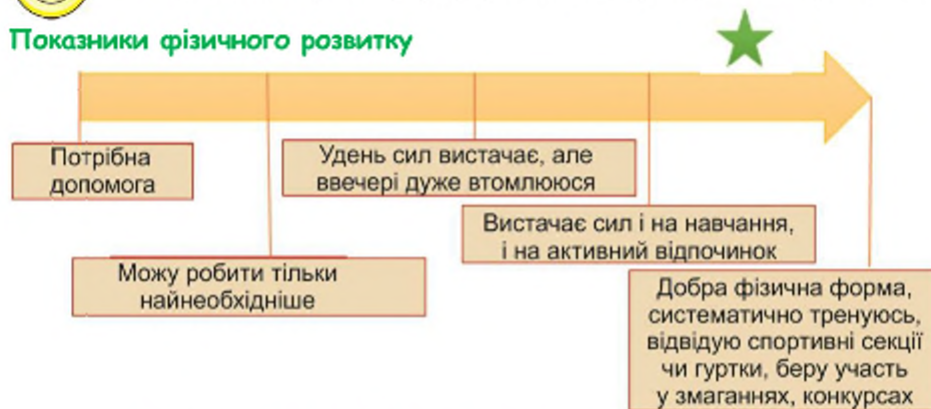 Показники фізичного розвитку
Потрібна
допомога
Можу робити тільки
найнеобхідніше
Удень сил вистачає, але
ввечері дуже втомлююся
Вистачає сил і на навчання,
і на активний відпочинок
Добра фізична форма,
систематично тренуюсь,
відвідую спортивні секції
чи гуртки, беру участь
у змаганнях, конкурсах